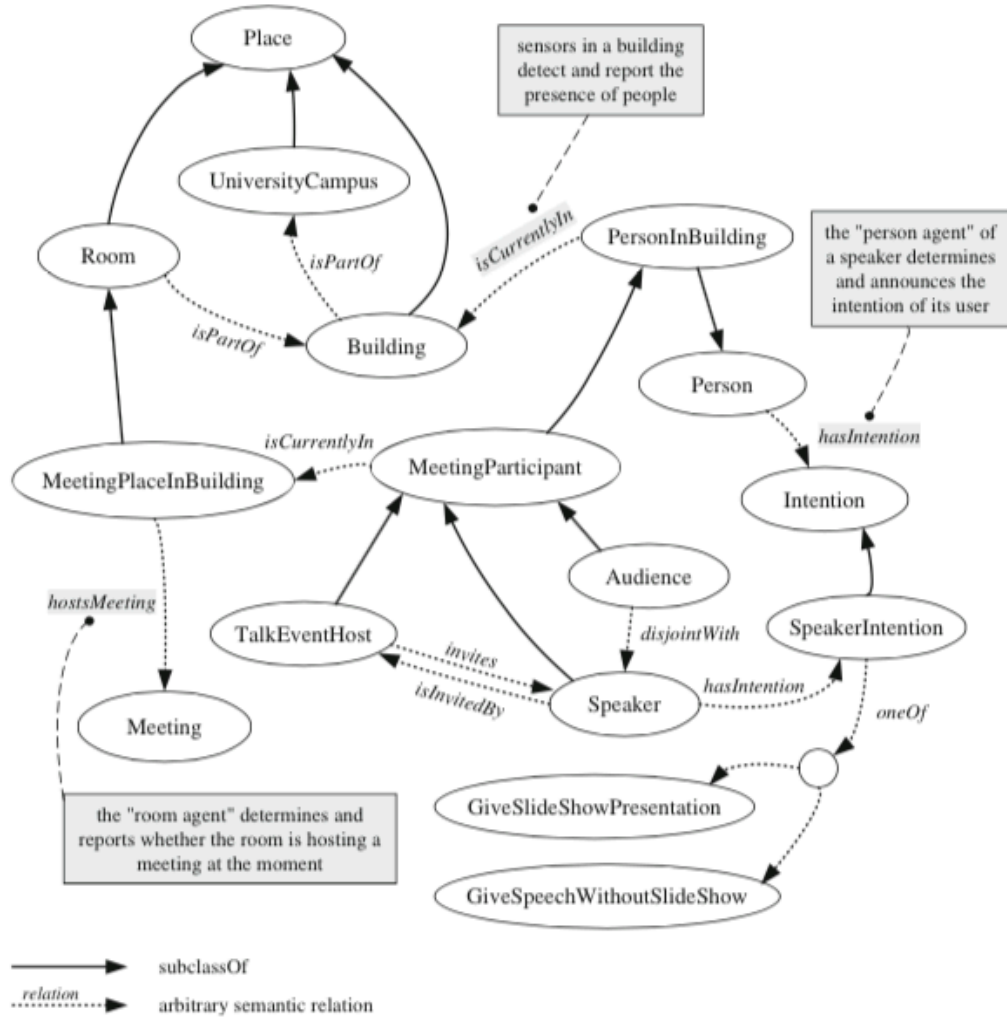 Place
sensors in a building
detect and report the
presence of people
UniversityCampus
isCurrentlyIn
PersonInBuilding
the "person agent" of
a speaker determines
and announces the
intention of its user
Room
isPartOf
isPartOf
Building
Person
hasIntention
isCurrentlyIn
MeetingPlaceInBuilding
MeetingParticipant
Intention
Audience
hostsMeeting
TalkEventHost
disjointWith
SpeakerIntention
invites
isInvitedBy
Speaker
hasIntention
oneOf
Meeting
GiveSlideShowPresentation
the "room agent" determines and
reports whether the room is hosting a
meeting at the moment
GiveSpeechWithoutSlideShow
subclassOf
relation
arbitrary semantic relation